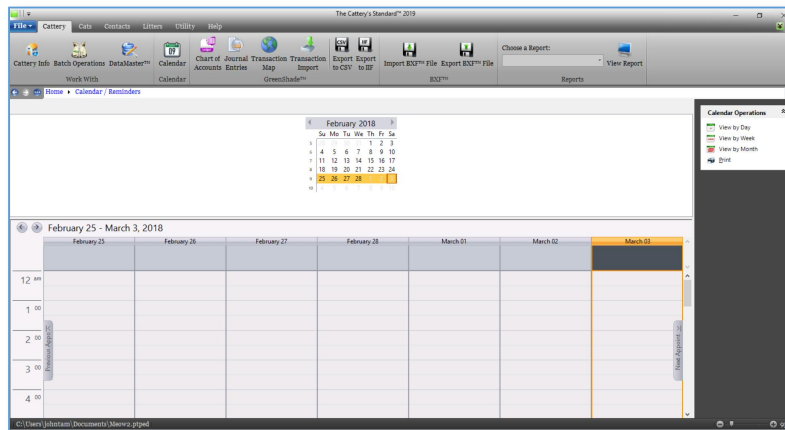 The Cattery's Standard™ 2019
File Cattery Cats Contacts Litters Utility Help
Cattery Info Batch Operations DataMaster™ Calendar Chart of Accounts Journal Entries Transaction Map Transaction Import Export to CSV Export to IIF Import BXF™ File Export BXF™ File Choose a Report: View Report
Work With Calendar GreenShade™ BXF™ Reports
Home Calendar / Reminders
February 2018
Su Mo Tu We Th Fr Sa
5 1 2 3
6 4 5 6 7 8 9 10
7 11 12 13 14 15 16 17
8 18 19 20 21 22 23 24
9 25 26 27 28
10
Calendar Operations
View by Day
View by Week
View by Month
Print
February 25 - March 3, 2018
February 25 February 26 February 27 February 28 March 01 March 02 March 03
12 am
1 00
2 00
3 00
4 00
Previous Appo
Next Appoint
C:\Users\johntam\Documents\Meow2.ptped